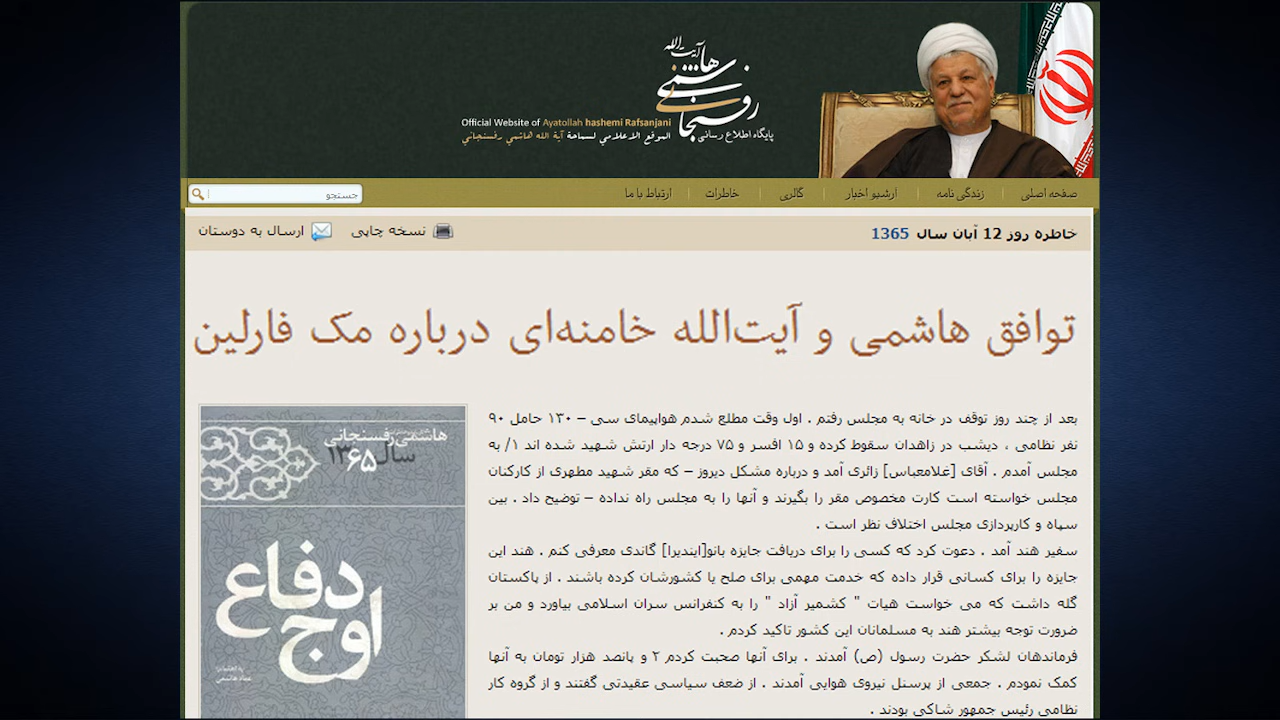 آیت‌الله
هاشمی
رفسنجانی
Official Website of Ayatollah hashemi Rafsanjani
پایگاه اطلاع رسانی
الموقع الاعلامي لسماحة آية الله هاشمي رفسنجاني
صفحه اصلی | زندگی نامه | آرشیو اخبار | گالری | خاطرات | ارتباط با ما
جستجو
خاطره روز 12 آبان سال 1365
نسخه چاپی
ارسال به دوستان
توافق هاشمی و آیت‌الله خامنه‌ای درباره مک فارلین
بعد از چند روز توقف در خانه به مجلس رفتم . اول وقت مطلع شدم هواپیمای سی – ۱۳۰ حامل ۹۰
نفر نظامی ، دیشب در زاهدان سقوط کرده و ۱۵ افسر و ۷۵ درجه دار ارتش شهید شده اند ۱/ به
مجلس آمدم . آقای [غلامعباس] زائری آمد و درباره مشکل دیروز – که مقر شهید مطهری از کارکنان
مجلس خواسته است کارت مخصوص مقر را بگیرند و آنها را به مجلس راه نداده – توضیح داد . بین
سپاه و کارپردازی مجلس اختلاف نظر است .
سفیر هند آمد . دعوت کرد که کسی را برای دریافت جایزه بانو[ایندیرا] گاندی معرفی کنم . هند این
جایزه را برای کسانی قرار داده که خدمت مهمی برای صلح یا کشورشان کرده باشند . از پاکستان
گله داشت که می خواست هیات " کشمیر آزاد " را به کنفرانس سران اسلامی بیاورد و من بر
ضرورت توجه بیشتر هند به مسلمانان این کشور تاکید کردم .
فرماندهان لشکر حضرت رسول (ص) آمدند . برای آنها صحبت کردم ۲ و پانصد هزار تومان به آنها
کمک نمودم . جمعی از پرسنل نیروی هوایی آمدند . از ضعف سیاسی عقیدتی گفتند و از گروه کار
نظامی رئیس جمهور شاکی بودند .
هاشمی‌رفسنجانی
سال ۱۳۶۵
اوج دفاع
به اهتمام:
عماد هاشمی